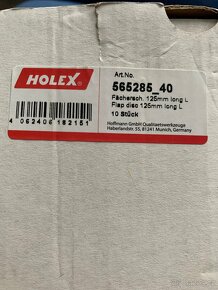 HOLEX
Art.No.
565285_40
Fächersch. 125mm long L
Flap disc 125mm long L
10 Stück
4 062406 182151
Hoffmann GmbH Qualitaetswerkzeuge
Haberlandstr. 55, 81241 Munich, Germany